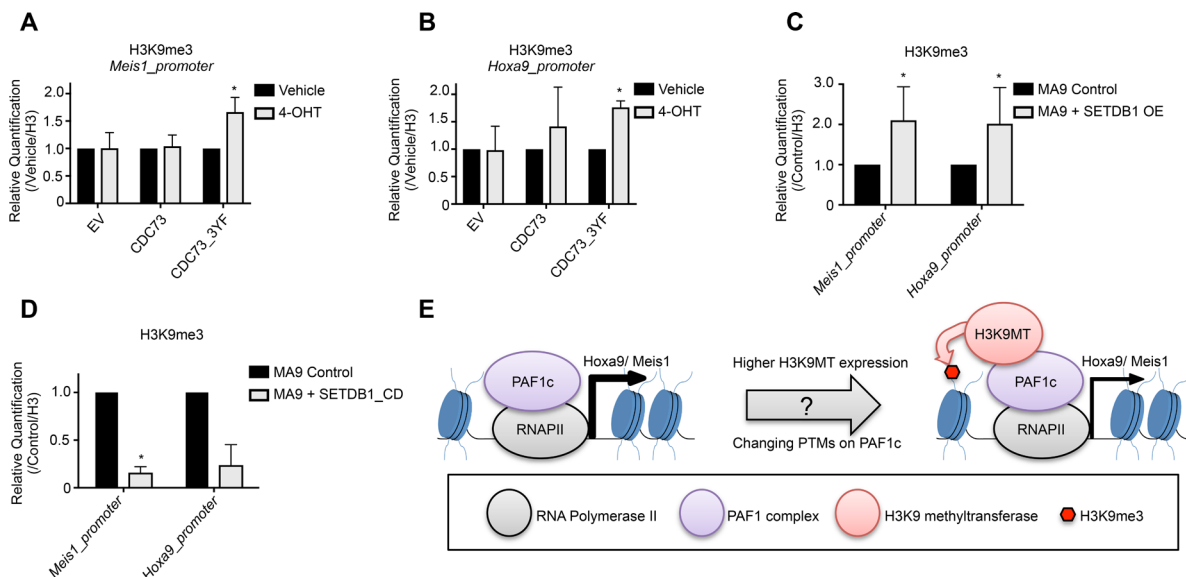 A
H3K9me3
Meis1_promoter
Relative Quantification
(/Vehicle/H3)
2.0
1.5
1.0
0.5
0
*
EV
CDC73
CDC73_3YF
Vehicle
4-OHT
B
H3K9me3
Hoxa9_promoter
Relative Quantification
(/Vehicle/H3)
2.0
1.5
1.0
0.5
0
*
EV
CDC73
CDC73_3YF
Vehicle
4-OHT
C
H3K9me3
Relative Quantification
(/Control/H3)
3.0
2.0
1.0
0
*
*
Meis1_promoter
Hoxa9_promoter
MA9 Control
MA9 + SETDB1 OE
D
H3K9me3
Relative Quantification
(/Control/H3)
1.0
0.5
0
*
Meis1_promoter
Hoxa9_promoter
MA9 Control
MA9 + SETDB1_CD
E
PAF1c
RNAPII
Hoxa9/ Meis1
Higher H3K9MT expression
?
Changing PTMs on PAF1c
H3K9MT
PAF1c
RNAPII
Hoxa9/ Meis1
RNA Polymerase II
PAF1 complex
H3K9 methyltransferase
H3K9me3